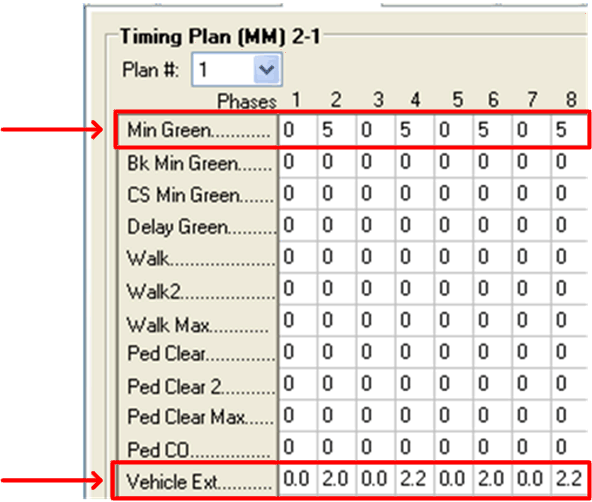 Timing Plan (MM) 2-1
Plan #: 1
Phases 1 2 3 4 5 6 7 8
Min Green............ 0 5 0 5 0 5 0 5
Bk Min Green....... 0 0 0 0 0 0 0 0
CS Min Green....... 0 0 0 0 0 0 0 0
Delay Green.......... 0 0 0 0 0 0 0 0
Walk..................... 0 0 0 0 0 0 0 0
Walk2................... 0 0 0 0 0 0 0 0
Walk Max............ 0 0 0 0 0 0 0 0
Ped Clear.............. 0 0 0 0 0 0 0 0
Ped Clear 2........... 0 0 0 0 0 0 0 0
Ped Clear Max...... 0 0 0 0 0 0 0 0
Ped CO................. 0 0 0 0 0 0 0 0
Vehicle Ext........... 0.0 2.0 0.0 2.2 0.0 2.0 0.0 2.2